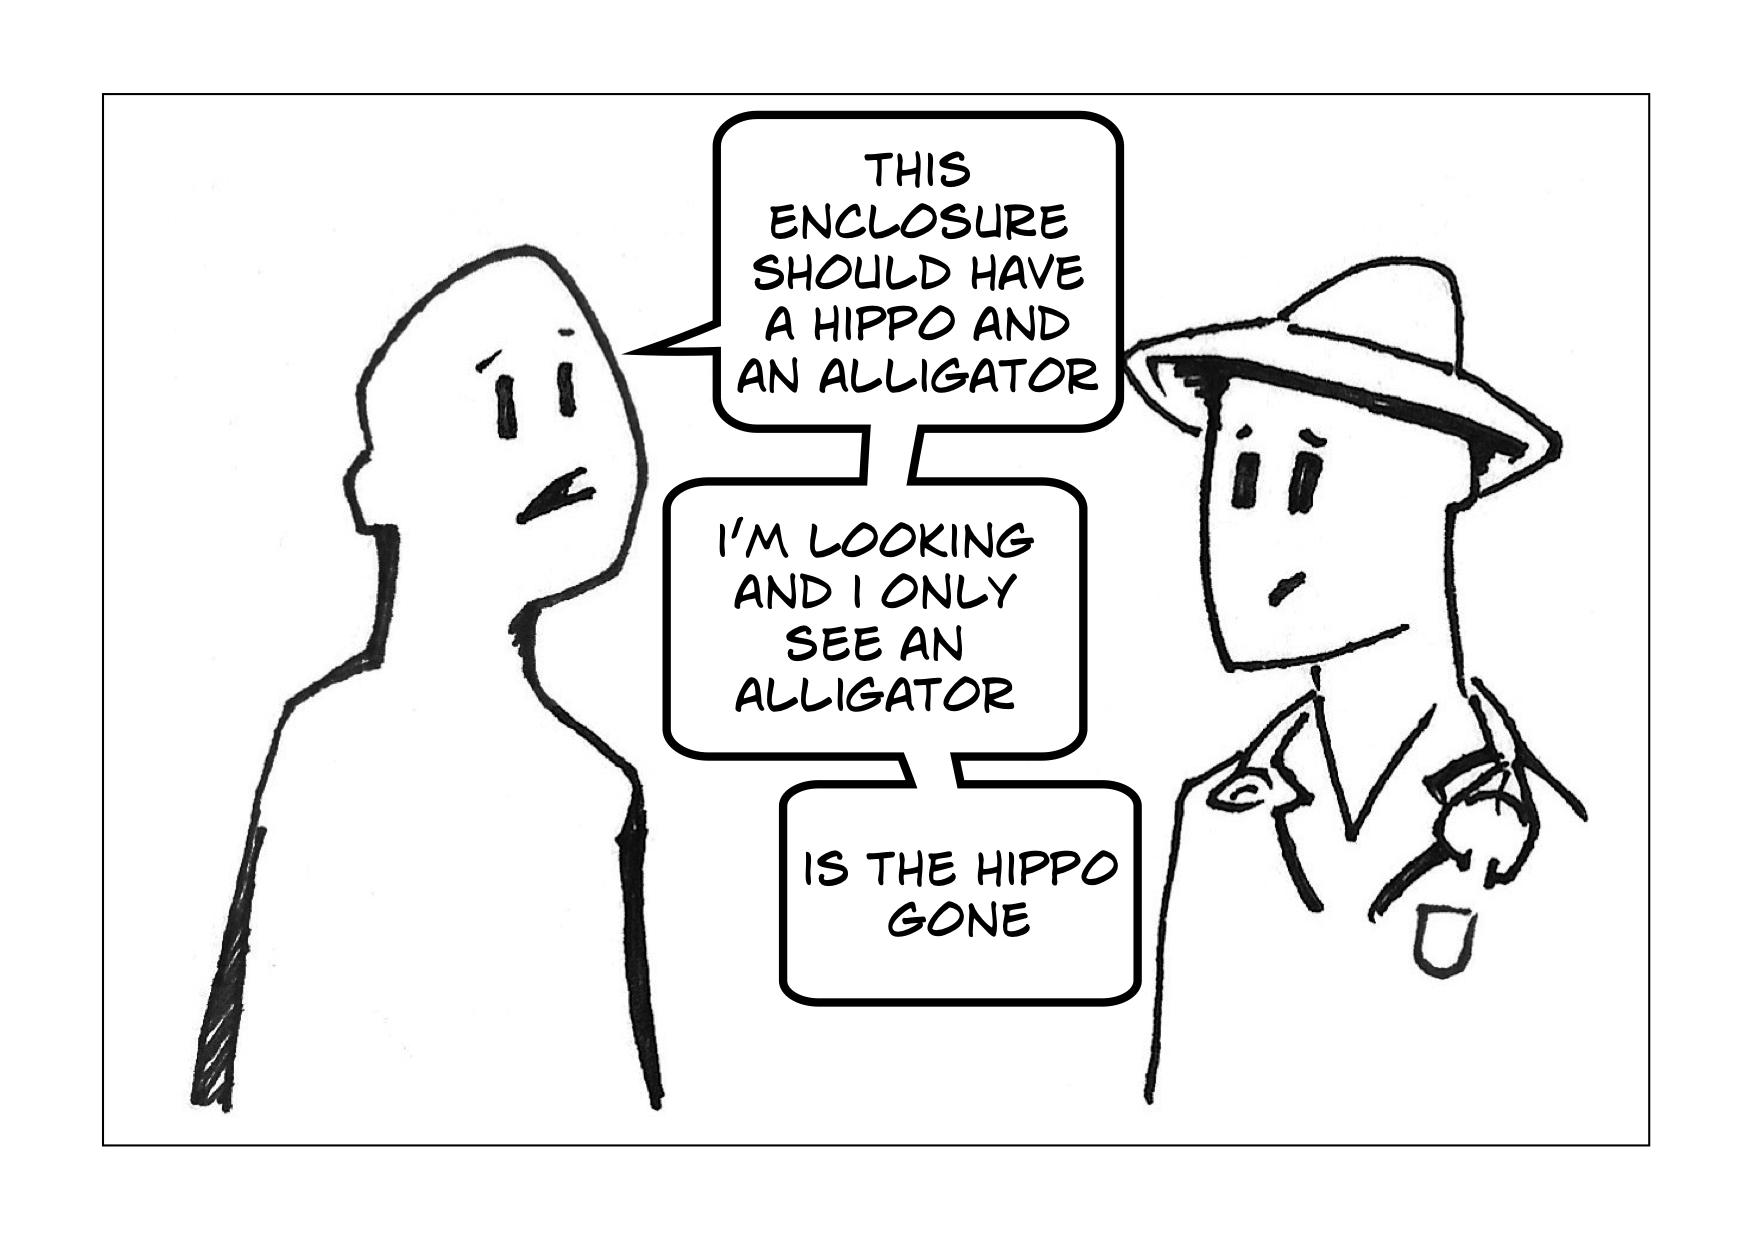 THIS
ENCLOSURE
SHOULD HAVE
A HIPPO AND
AN ALLIGATOR
I'M LOOKING
AND I ONLY
SEE AN
ALLIGATOR
IS THE HIPPO
GONE